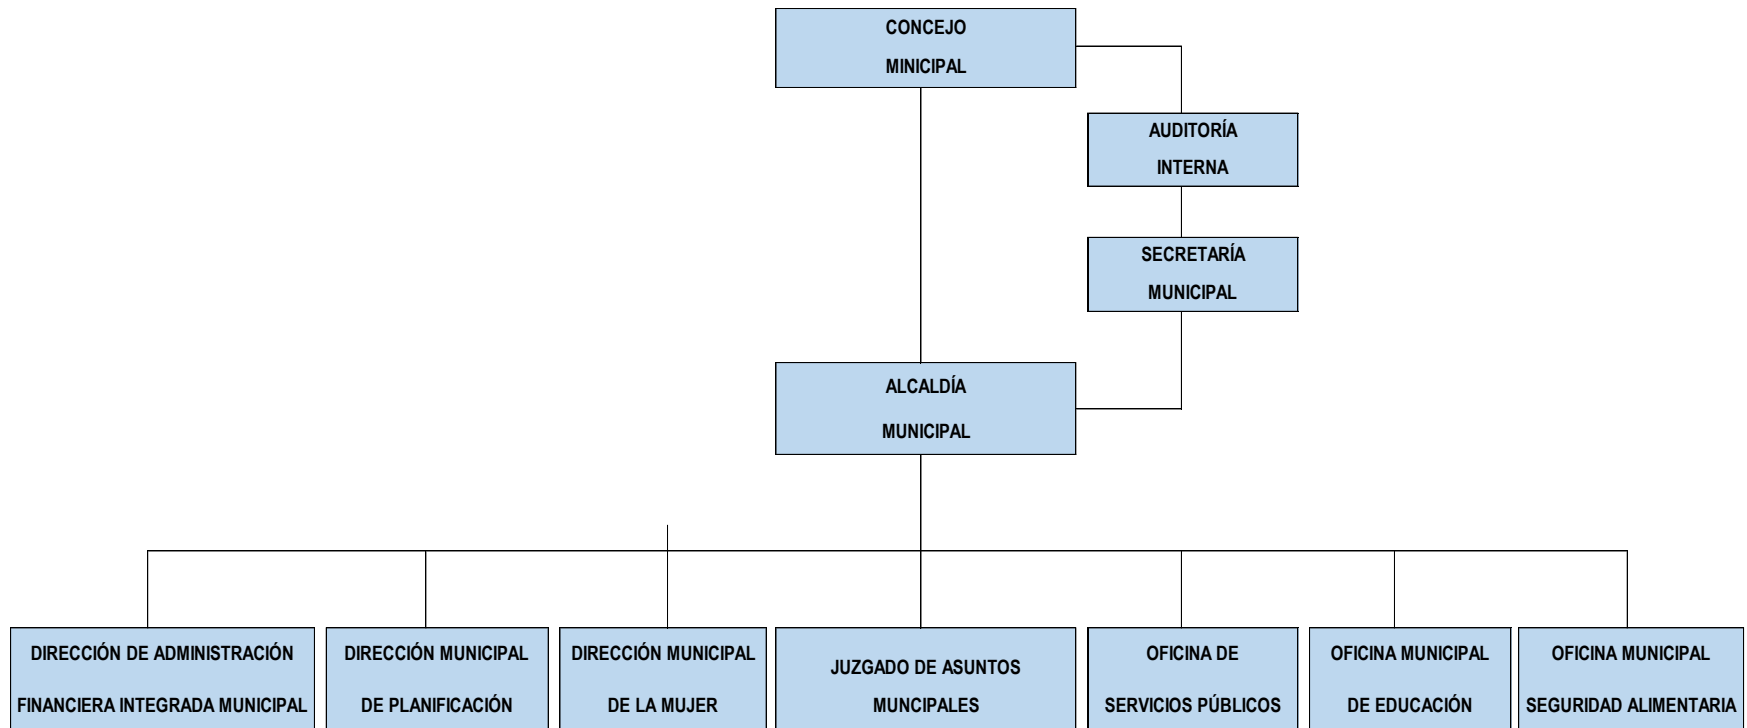 CONCEJO
MINICIPAL
AUDITORÍA
INTERNA
SECRETARÍA
MUNICIPAL
ALCALDÍA
MUNICIPAL
DIRECCIÓN DE ADMINISTRACIÓN
FINANCIERA INTEGRADA MUNICIPAL
DIRECCIÓN MUNICIPAL
DE PLANIFICACIÓN
DIRECCIÓN MUNICIPAL
DE LA MUJER
JUZGADO DE ASUNTOS
MUNCIPALES
OFICINA DE
SERVICIOS PÚBLICOS
OFICINA MUNICIPAL
DE EDUCACIÓN
OFICINA MUNICIPAL
SEGURIDAD ALIMENTARIA